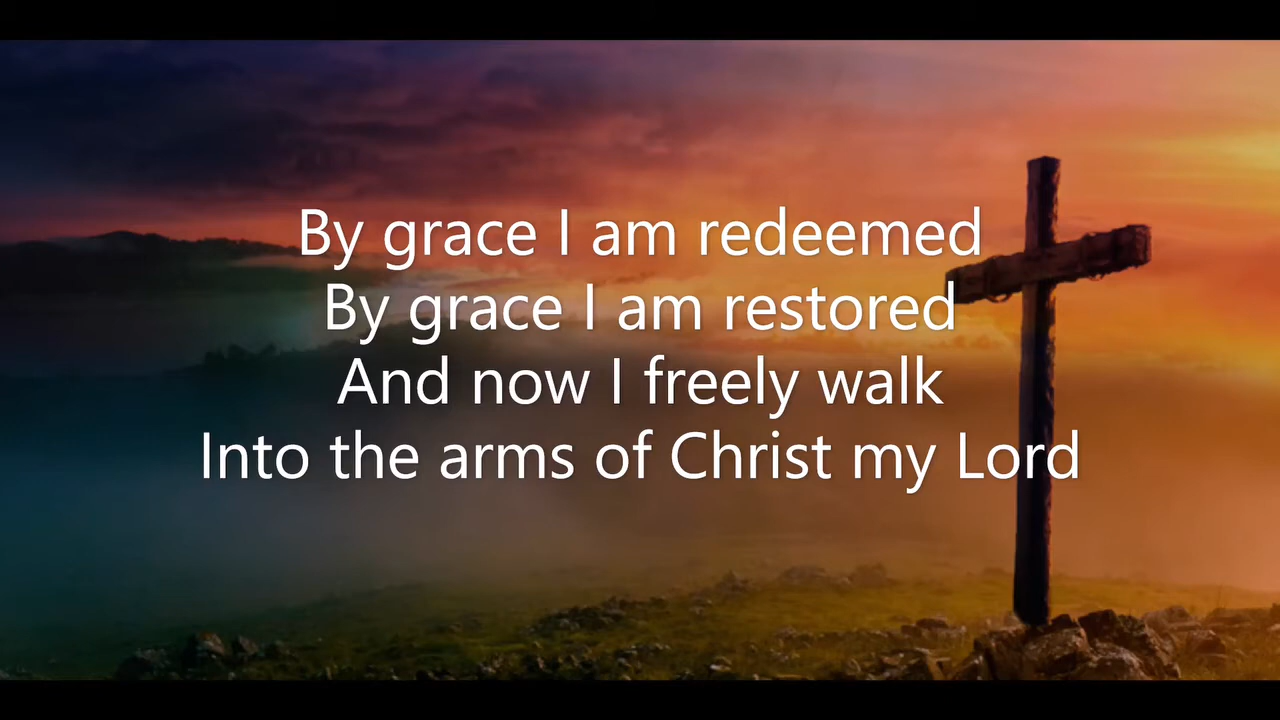 By grace I am redeemed
By grace I am restored
And now I freely walk
Into the arms of Christ my Lord